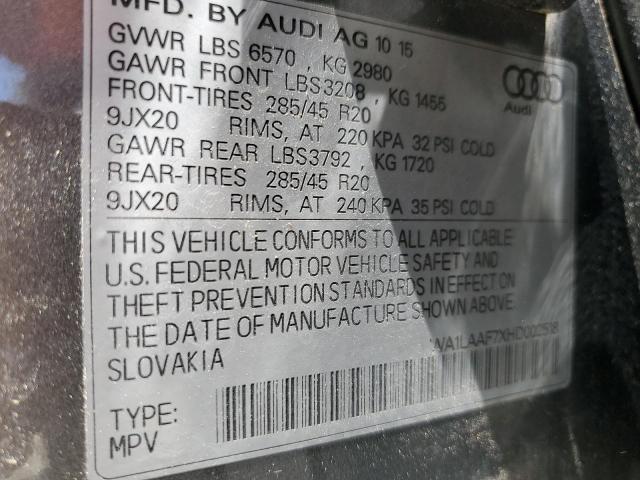 MFD. BY AUDI AG 10 15
GVWR LBS 6570 , KG 2980
GAWR FRONT LBS3208 , KG 1455
FRONT-TIRES 285/45 R20
9JX20 RIMS, AT 220 KPA 32 PSI COLD
GAWR REAR LBS3792 , KG 1720
REAR-TIRES 285/45 R20
9JX20 RIMS, AT 240 KPA 35 PSI COLD
Audi
THIS VEHICLE CONFORMS TO ALL APPLICABLE
U.S. FEDERAL MOTOR VEHICLE SAFETY AND
THEFT PREVENTION STANDARDS IN EFFECT ON
THE DATE OF MANUFACTURE SHOWN ABOVE.
SLOVAKIA
WA1LAAF7XHD002518
TYPE:
MPV